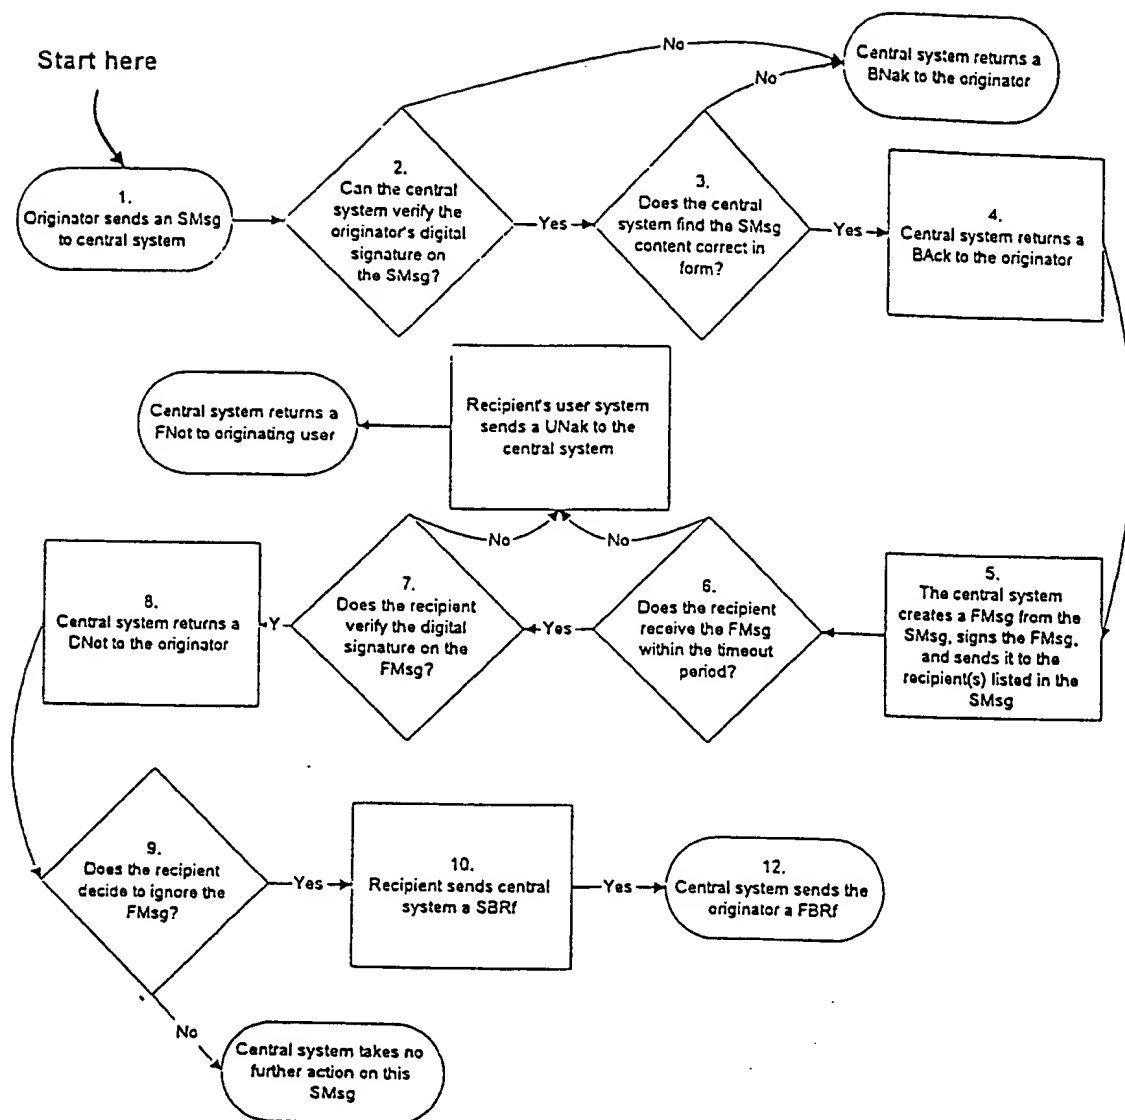 Start here
No
Central system returns a
BNak to the originator
No
1.
Originator sends an SMsg
to central system
2.
Can the central
system verify the
originator's digital
signature on
the SMsg?
Yes
3.
Does the central
system find the SMsg
content correct in
form?
Yes
4.
Central system returns a
BAck to the originator
Central system returns a
FNot to originating user
Recipient's user system
sends a UNak to the
central system
No
No
8.
Central system returns a
DNot to the originator
Y
7.
Does the recipient
verify the digital
signature on the
FMsg?
Yes
6.
Does the recipient
receive the FMsg
within the timeout
period?
5.
The central system
creates a FMsg from the
SMsg, signs the FMsg,
and sends it to the
recipient(s) listed in the
SMsg
9.
Does the recipient
decide to ignore the
FMsg?
Yes
10.
Recipient sends central
system a SBRf
Yes
12.
Central system sends the
originator a FBRf
No
Central system takes no
further action on this
SMsg